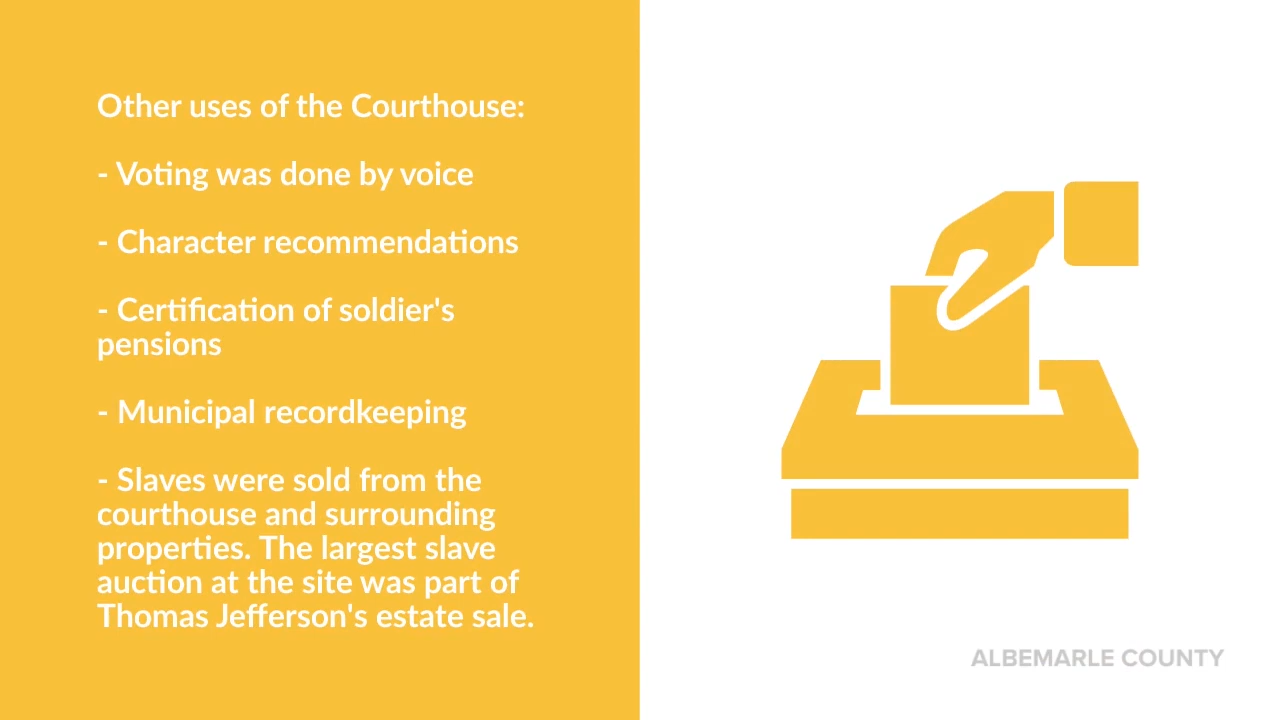 Other uses of the Courthouse:
- Voting was done by voice
- Character recommendations
- Certification of soldier's
pensions
- Municipal recordkeeping
- Slaves were sold from the
courthouse and surrounding
properties. The largest slave
auction at the site was part of
Thomas Jefferson's estate sale.
ALBEMARLE COUNTY